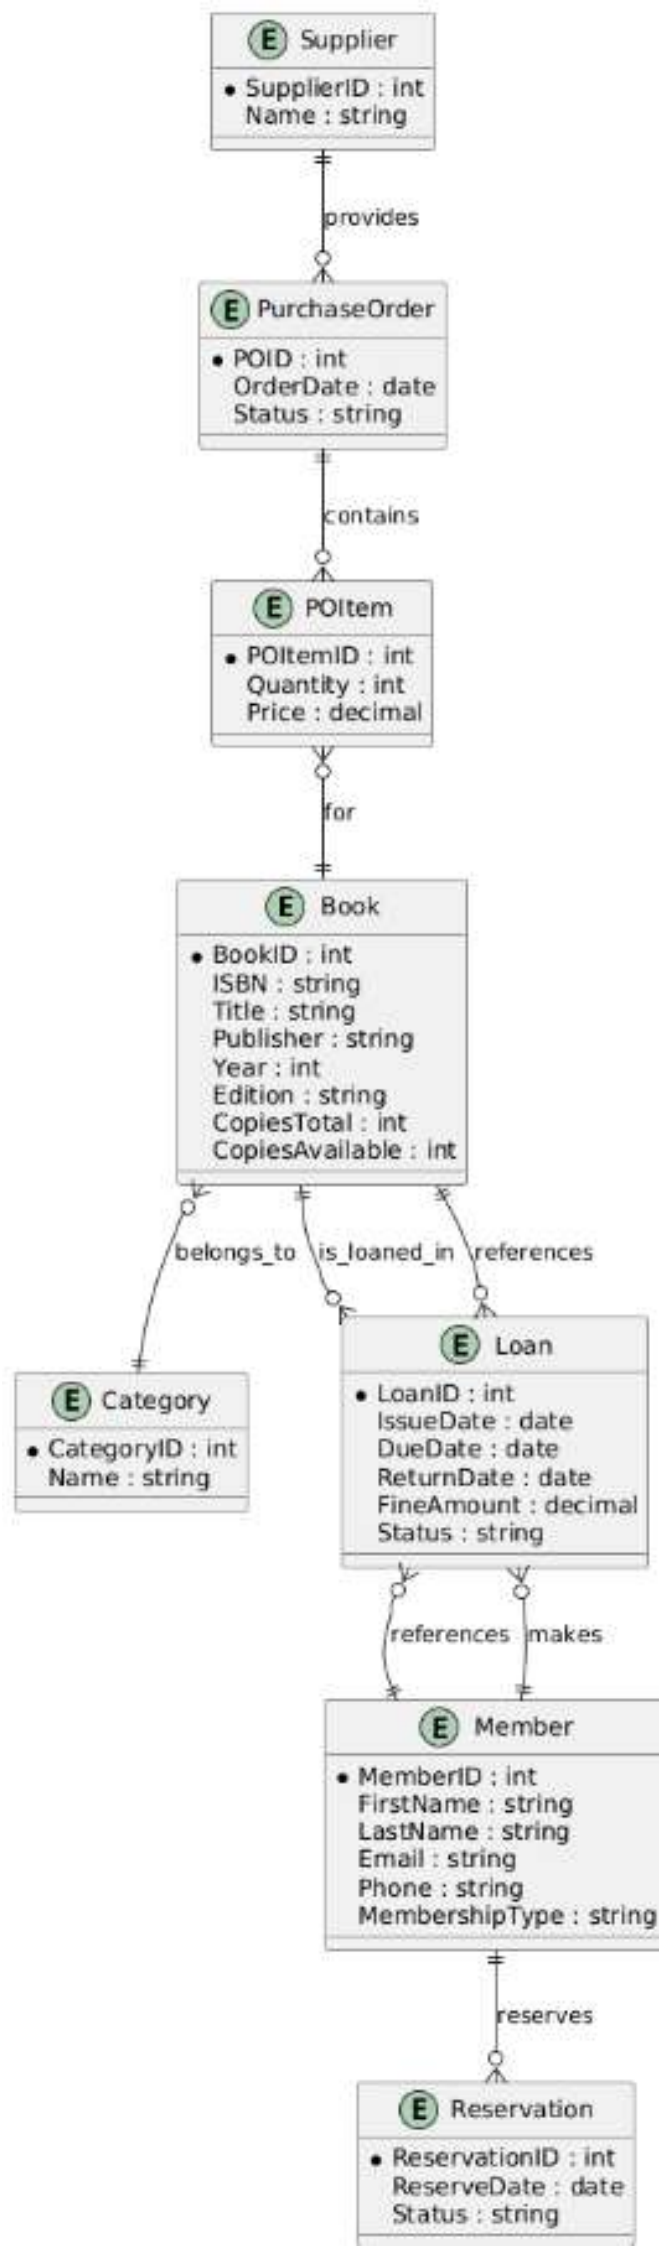 E Supplier
SupplierID : int
Name : string
provides
E PurchaseOrder
POID : int
OrderDate : date
Status : string
contains
E POItem
POItemID : int
Quantity : int
Price : decimal
for
E Book
BookID : int
ISBN : string
Title : string
Publisher : string
Year : int
Edition : string
CopiesTotal : int
CopiesAvailable : int
belongs_to is_loaned_in references
E Loan
LoanID : int
IssueDate : date
DueDate : date
ReturnDate : date
FineAmount : decimal
Status : string
E Category
CategoryID : int
Name : string
references makes
E Member
MemberID : int
FirstName : string
LastName : string
Email : string
Phone : string
MembershipType : string
reserves
E Reservation
ReservationID : int
ReserveDate : date
Status : string